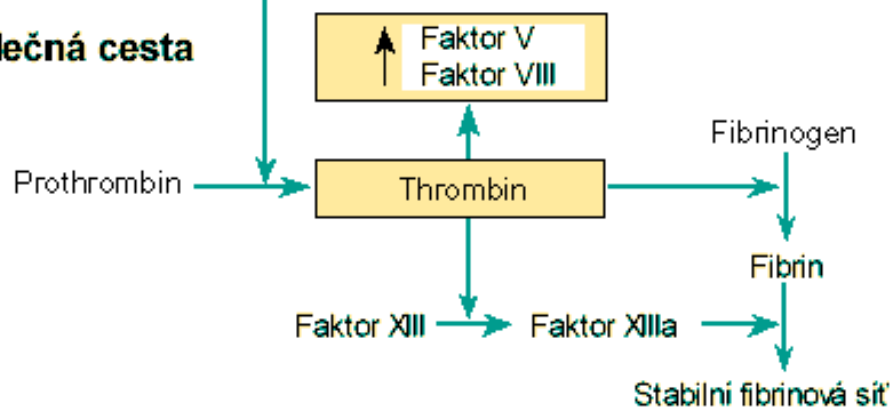 lečná cesta
Faktor V
Faktor VIII
Fibrinogen
Prothrombin
Thrombin
Fibrin
Faktor XIII
Faktor XIIIa
Stabilní fibrinová síť